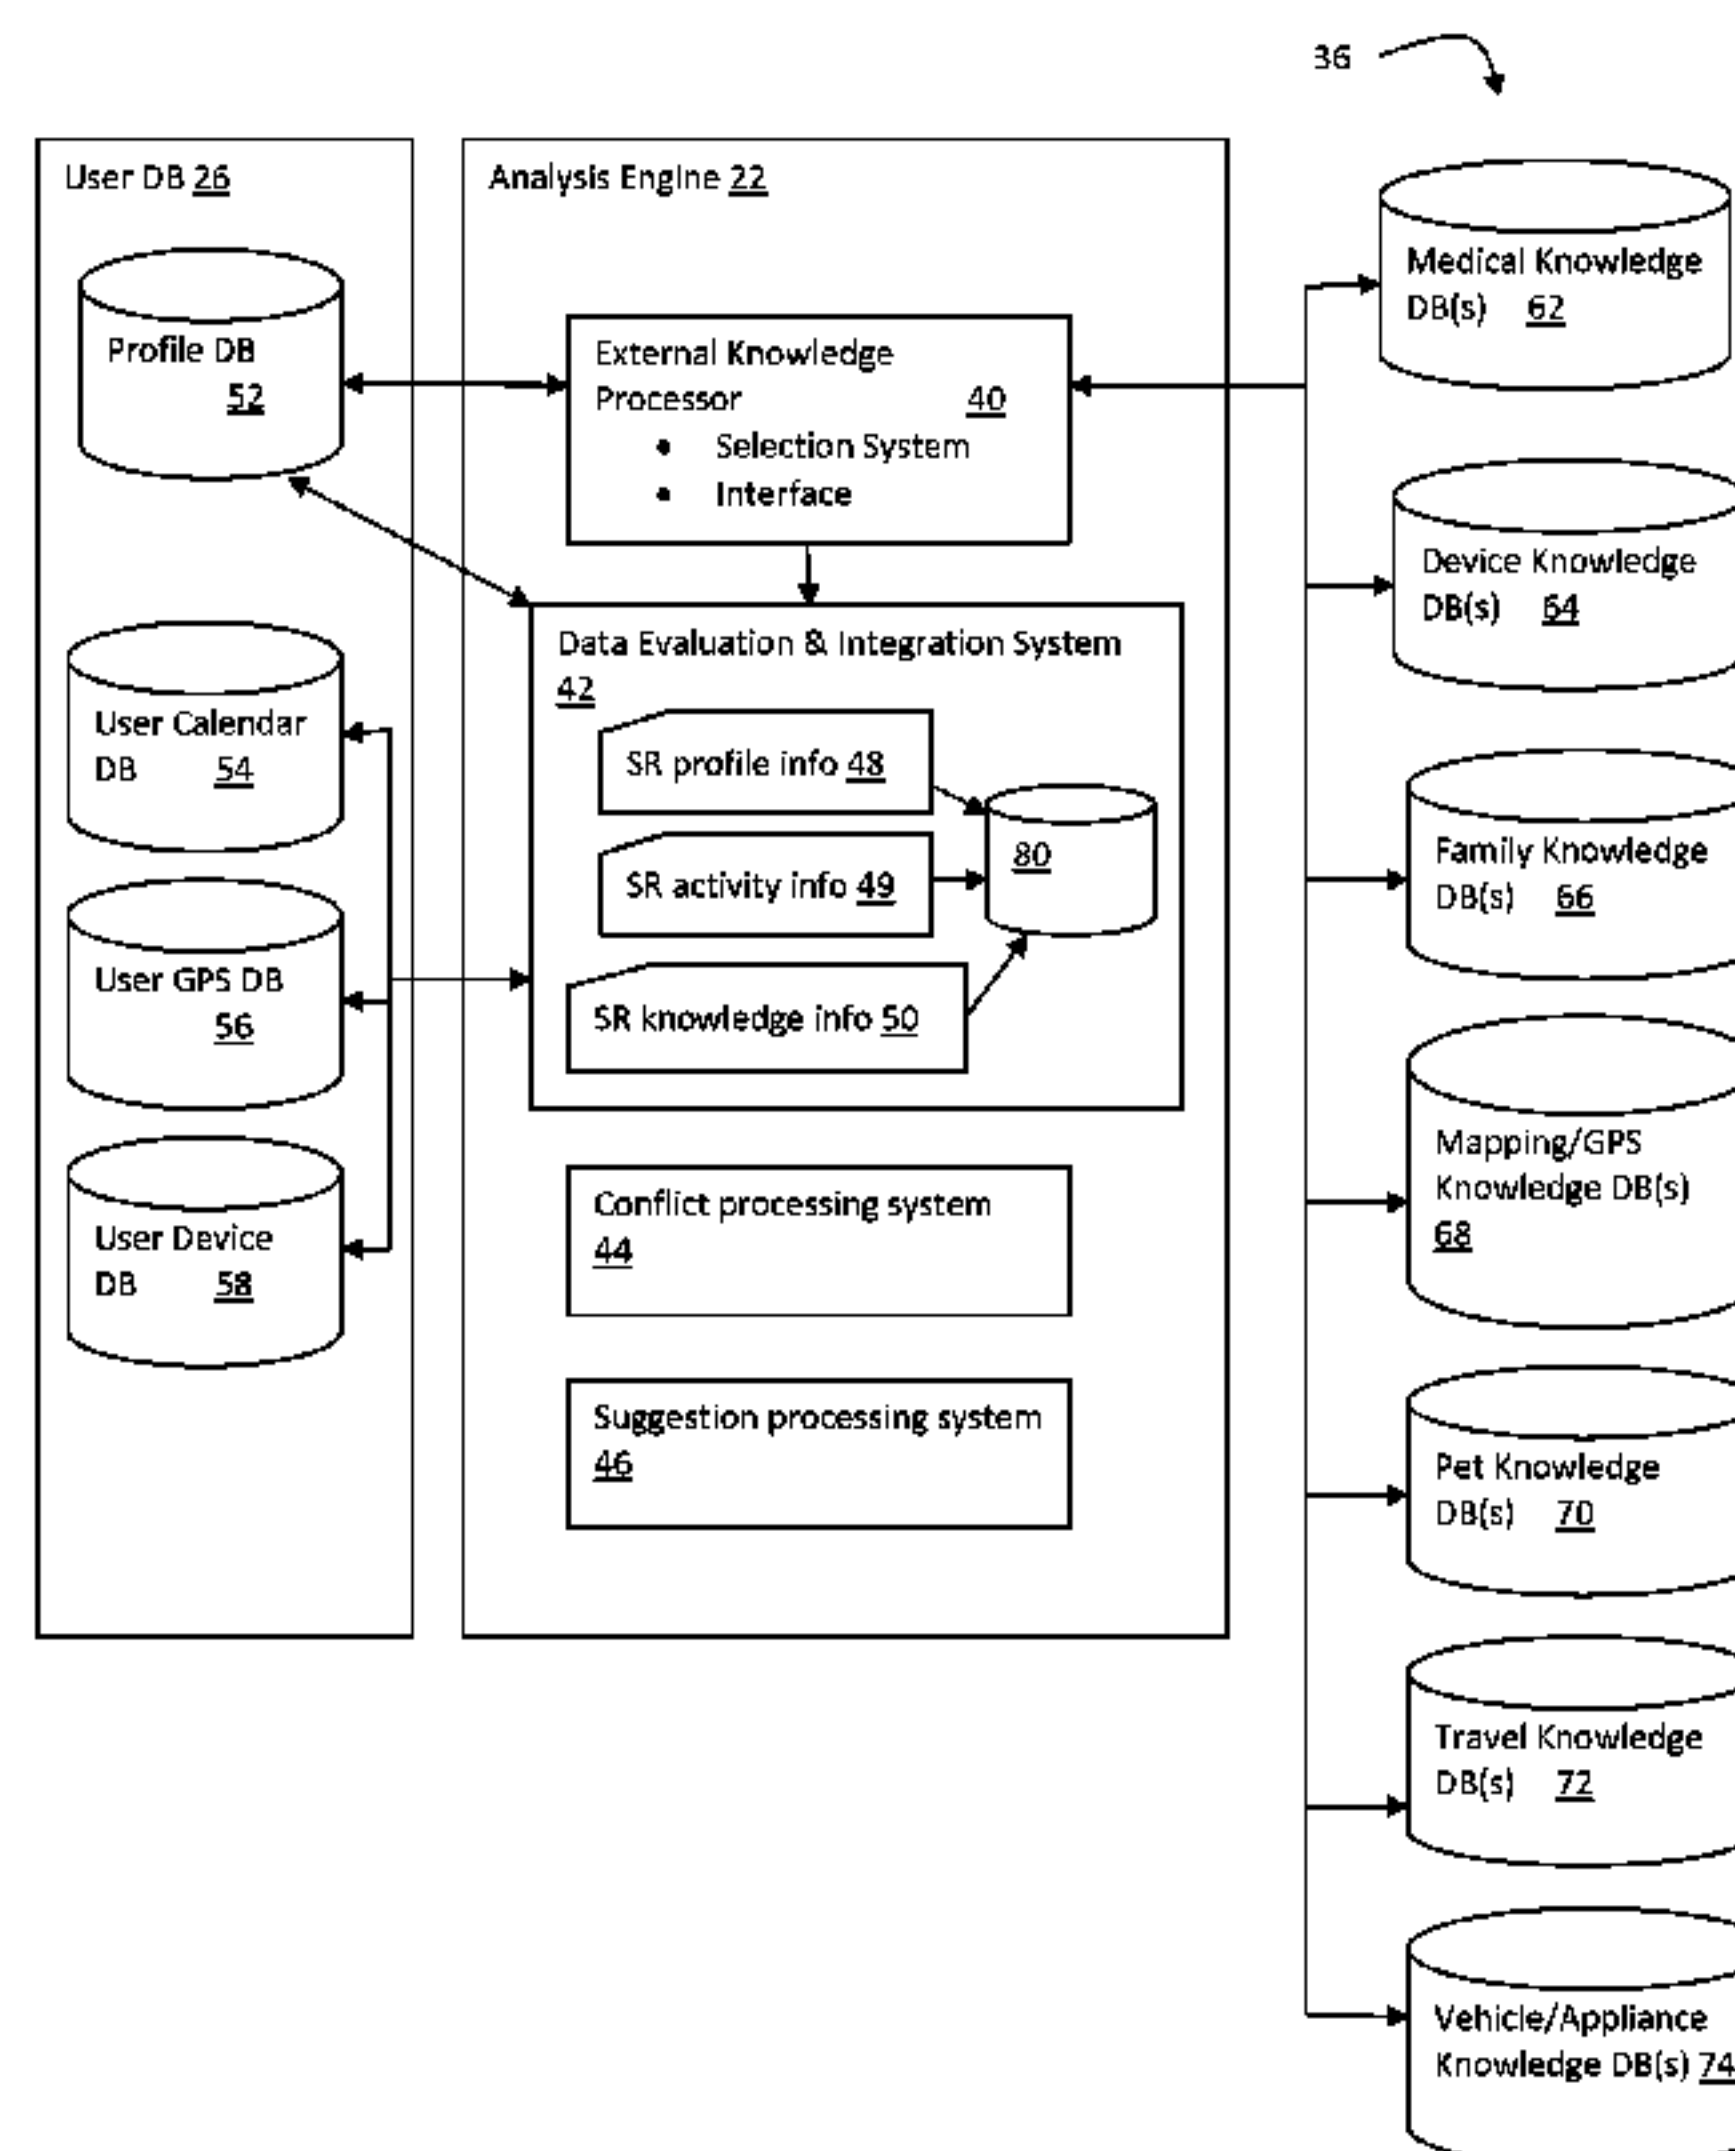 36
User DB 26
Profile DB
52
User Calendar
DB 54
User GPS DB
56
User Device
DB 58
Analysis Engine 22
External Knowledge
Processor 40
• Selection System
• Interface
Data Evaluation & Integration System
42
SR profile info 48
SR activity info 49
SR knowledge info 50
80
Conflict processing system
44
Suggestion processing system
46
Medical Knowledge
DB(s) 62
Device Knowledge
DB(s) 64
Family Knowledge
DB(s) 66
Mapping/GPS
Knowledge DB(s)
68
Pet Knowledge
DB(s) 70
Travel Knowledge
DB(s) 72
Vehicle/Appliance
Knowledge DB(s) 74